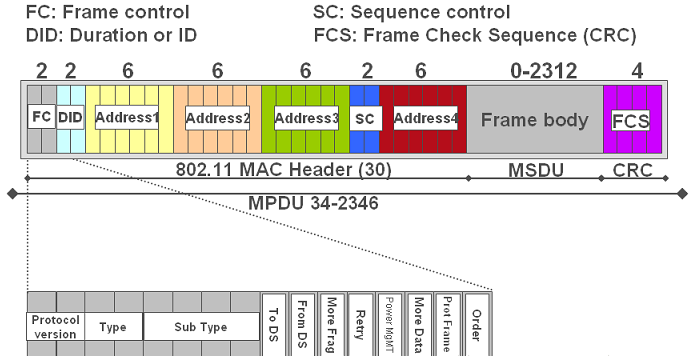 FC: Frame control SC: Sequence control
DID: Duration or ID FCS: Frame Check Sequence (CRC)
2 2 6 6 6 2 6 0-2312 4
FC DID Address1 Address2 Address3 SC Address4 Frame body FCS
802.11 MAC Header (30) MSDU CRC
MPDU 34-2346
Protocol version Type Sub Type To DS From DS More Frag Retry Power MgMT More Data Prot Frame Order